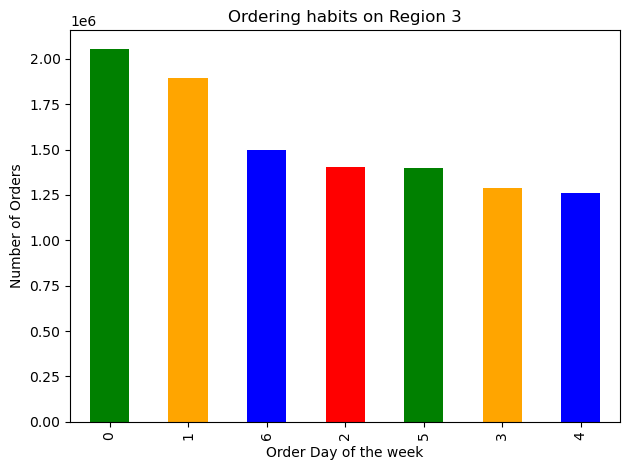 Ordering habits on Region 3
1e6
2.00
1.75
1.50
1.25
1.00
0.75
0.50
0.25
0.00
Number of Orders
0 1 6 2 5 3 4
Order Day of the week